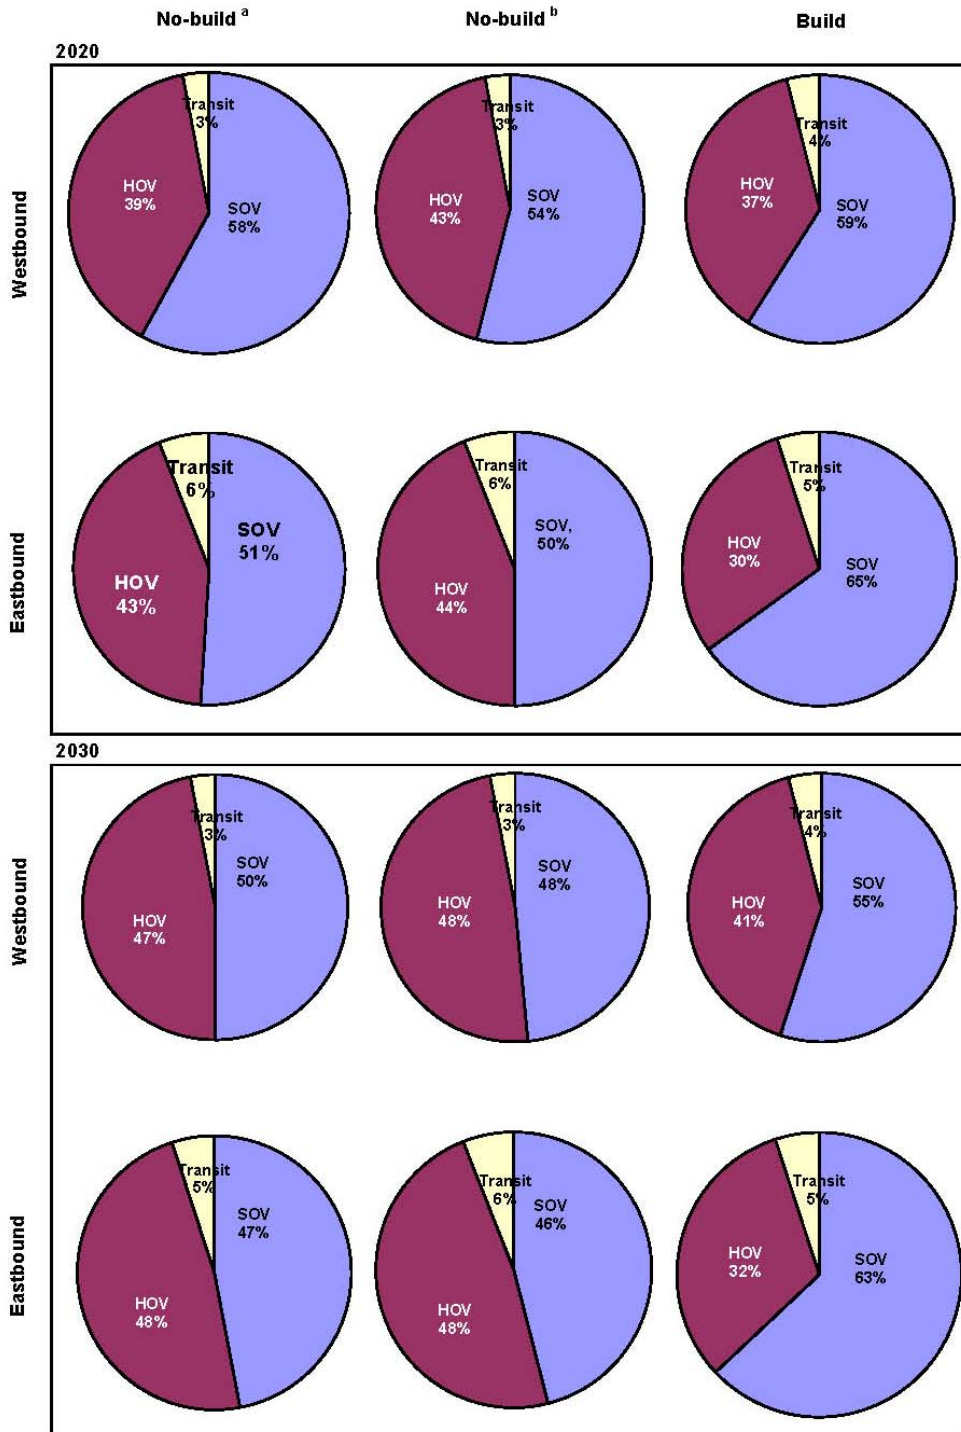 No-build a
No-build b
Build
2020
Westbound
Transit
3%
HOV
39%
SOV
58%
Transit
3%
HOV
43%
SOV
54%
Transit
4%
HOV
37%
SOV
59%
Eastbound
Transit
6%
SOV
51%
HOV
43%
Transit
6%
SOV,
50%
HOV
44%
Transit
5%
HOV
30%
SOV
65%
2030
Westbound
Transit
3%
SOV
50%
HOV
47%
Transit
3%
SOV
48%
HOV
48%
Transit
4%
SOV
55%
HOV
41%
Eastbound
Transit
5%
SOV
47%
HOV
48%
Transit
6%
SOV
46%
HOV
48%
Transit
5%
HOV
32%
SOV
63%